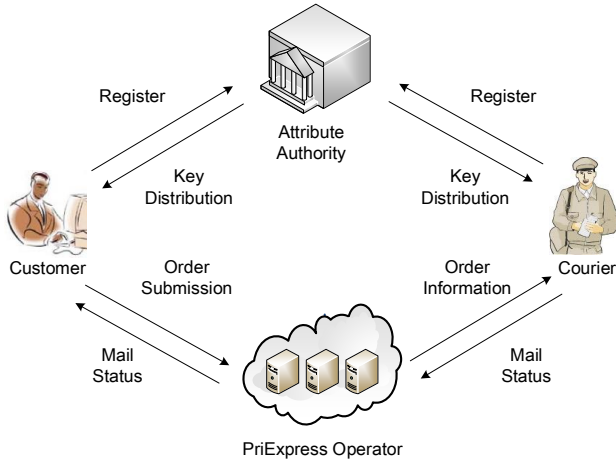 Register
Register
Attribute
Authority
Key
Distribution
Key
Distribution
Customer
Courier
Order
Submission
Order
Information
Mail
Status
Mail
Status
PriExpress Operator